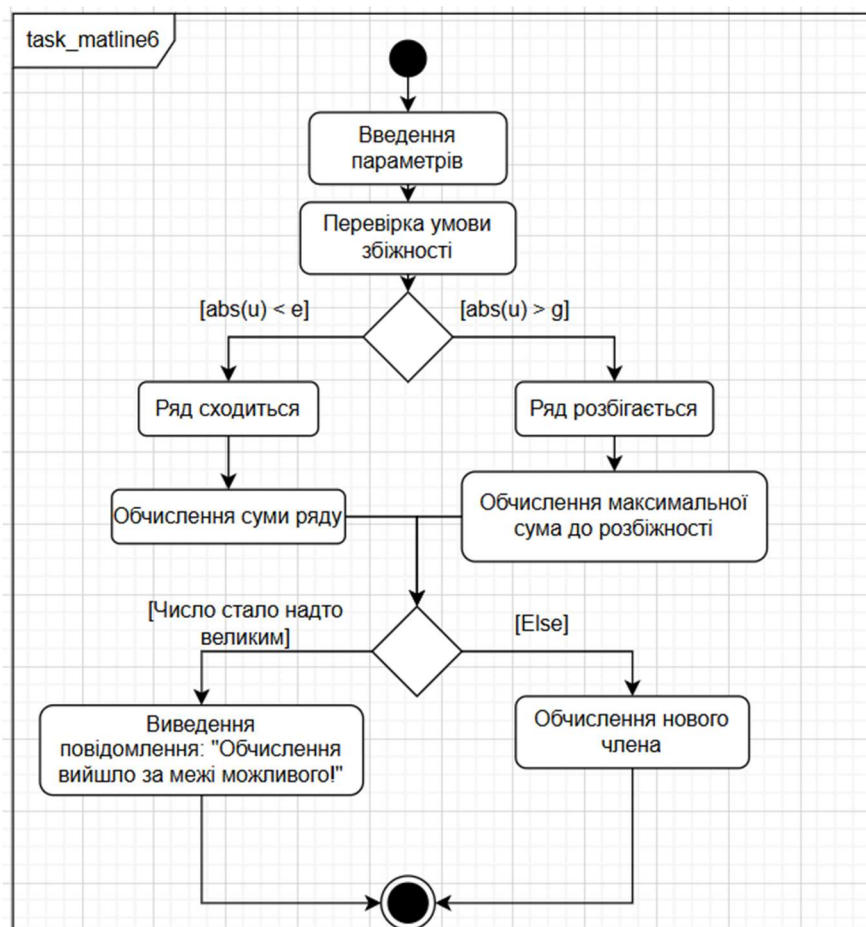 task_matline6
Введення
параметрів
Перевірка умови
збіжності
[abs(u) < e]
[abs(u) > g]
Ряд сходиться
Ряд розбігається
Обчислення суми ряду
Обчислення максимальної
сума до розбіжності
[Число стало надто
великим]
[Else]
Виведення
повідомлення: "Обчислення
вийшло за межі можливого!"
Обчислення нового
члена